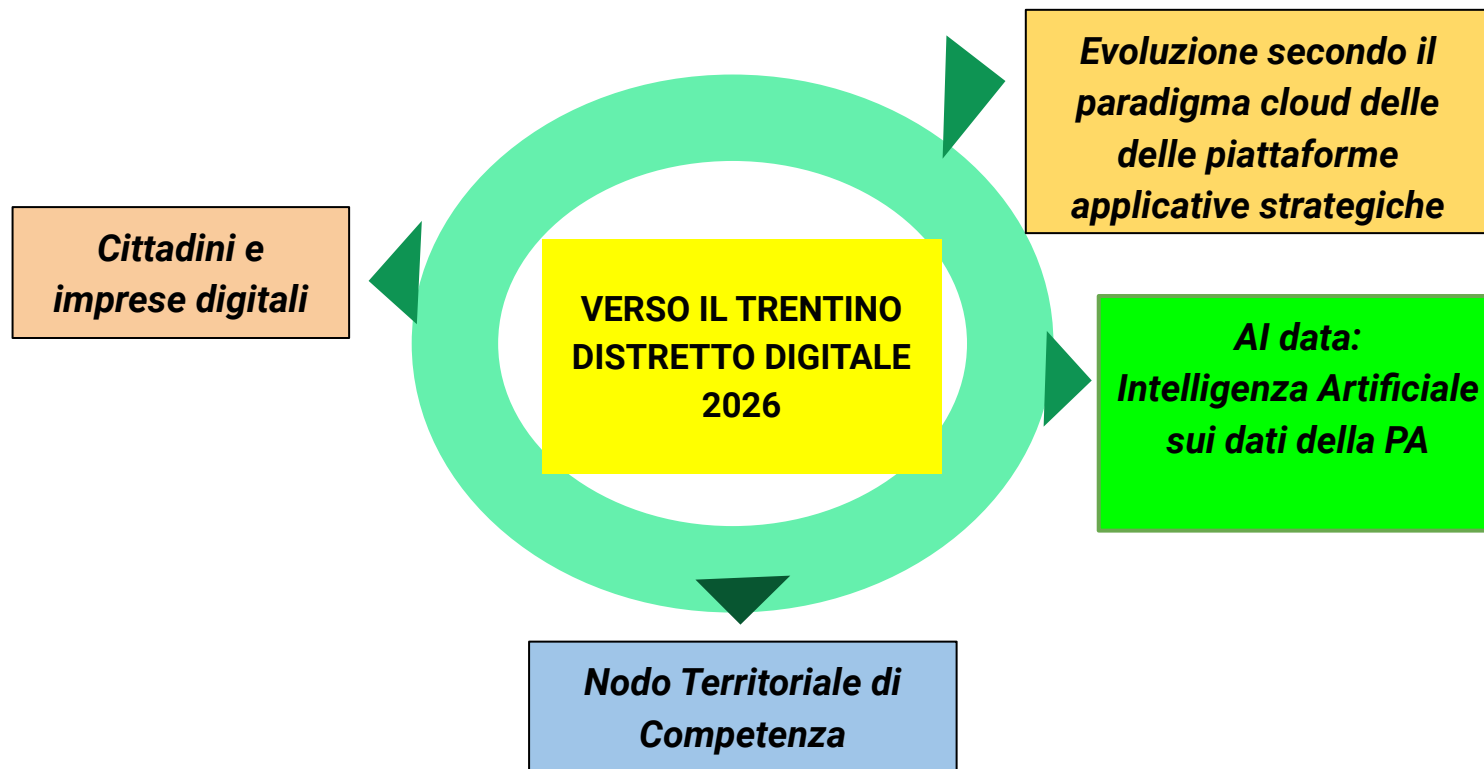 Evoluzione secondo il
paradigma cloud delle
delle piattaforme
applicative strategiche
Cittadini e
imprese digitali
VERSO IL TRENTINO
DISTRETTO DIGITALE
2026
AI data:
Intelligenza Artificiale
sui dati della PA
Nodo Territoriale di
Competenza